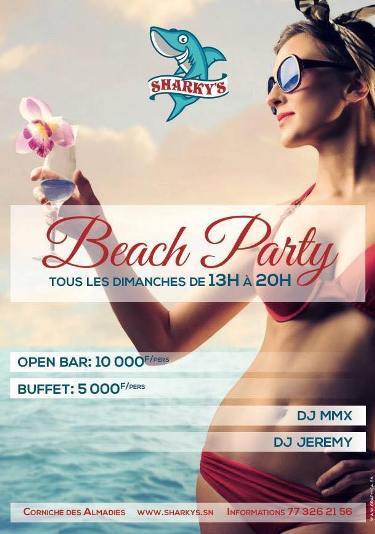 SHARKY'S
Beach Party
TOUS LES DIMANCHES DE 13H À 20H
OPEN BAR: 10 000F/PERS
BUFFET: 5 000F/PERS
DJ MMX
DJ JEREMY
CORNICHE DES ALMADIES WWW.SHARKYS.SN INFORMATIONS 77 326 21 56